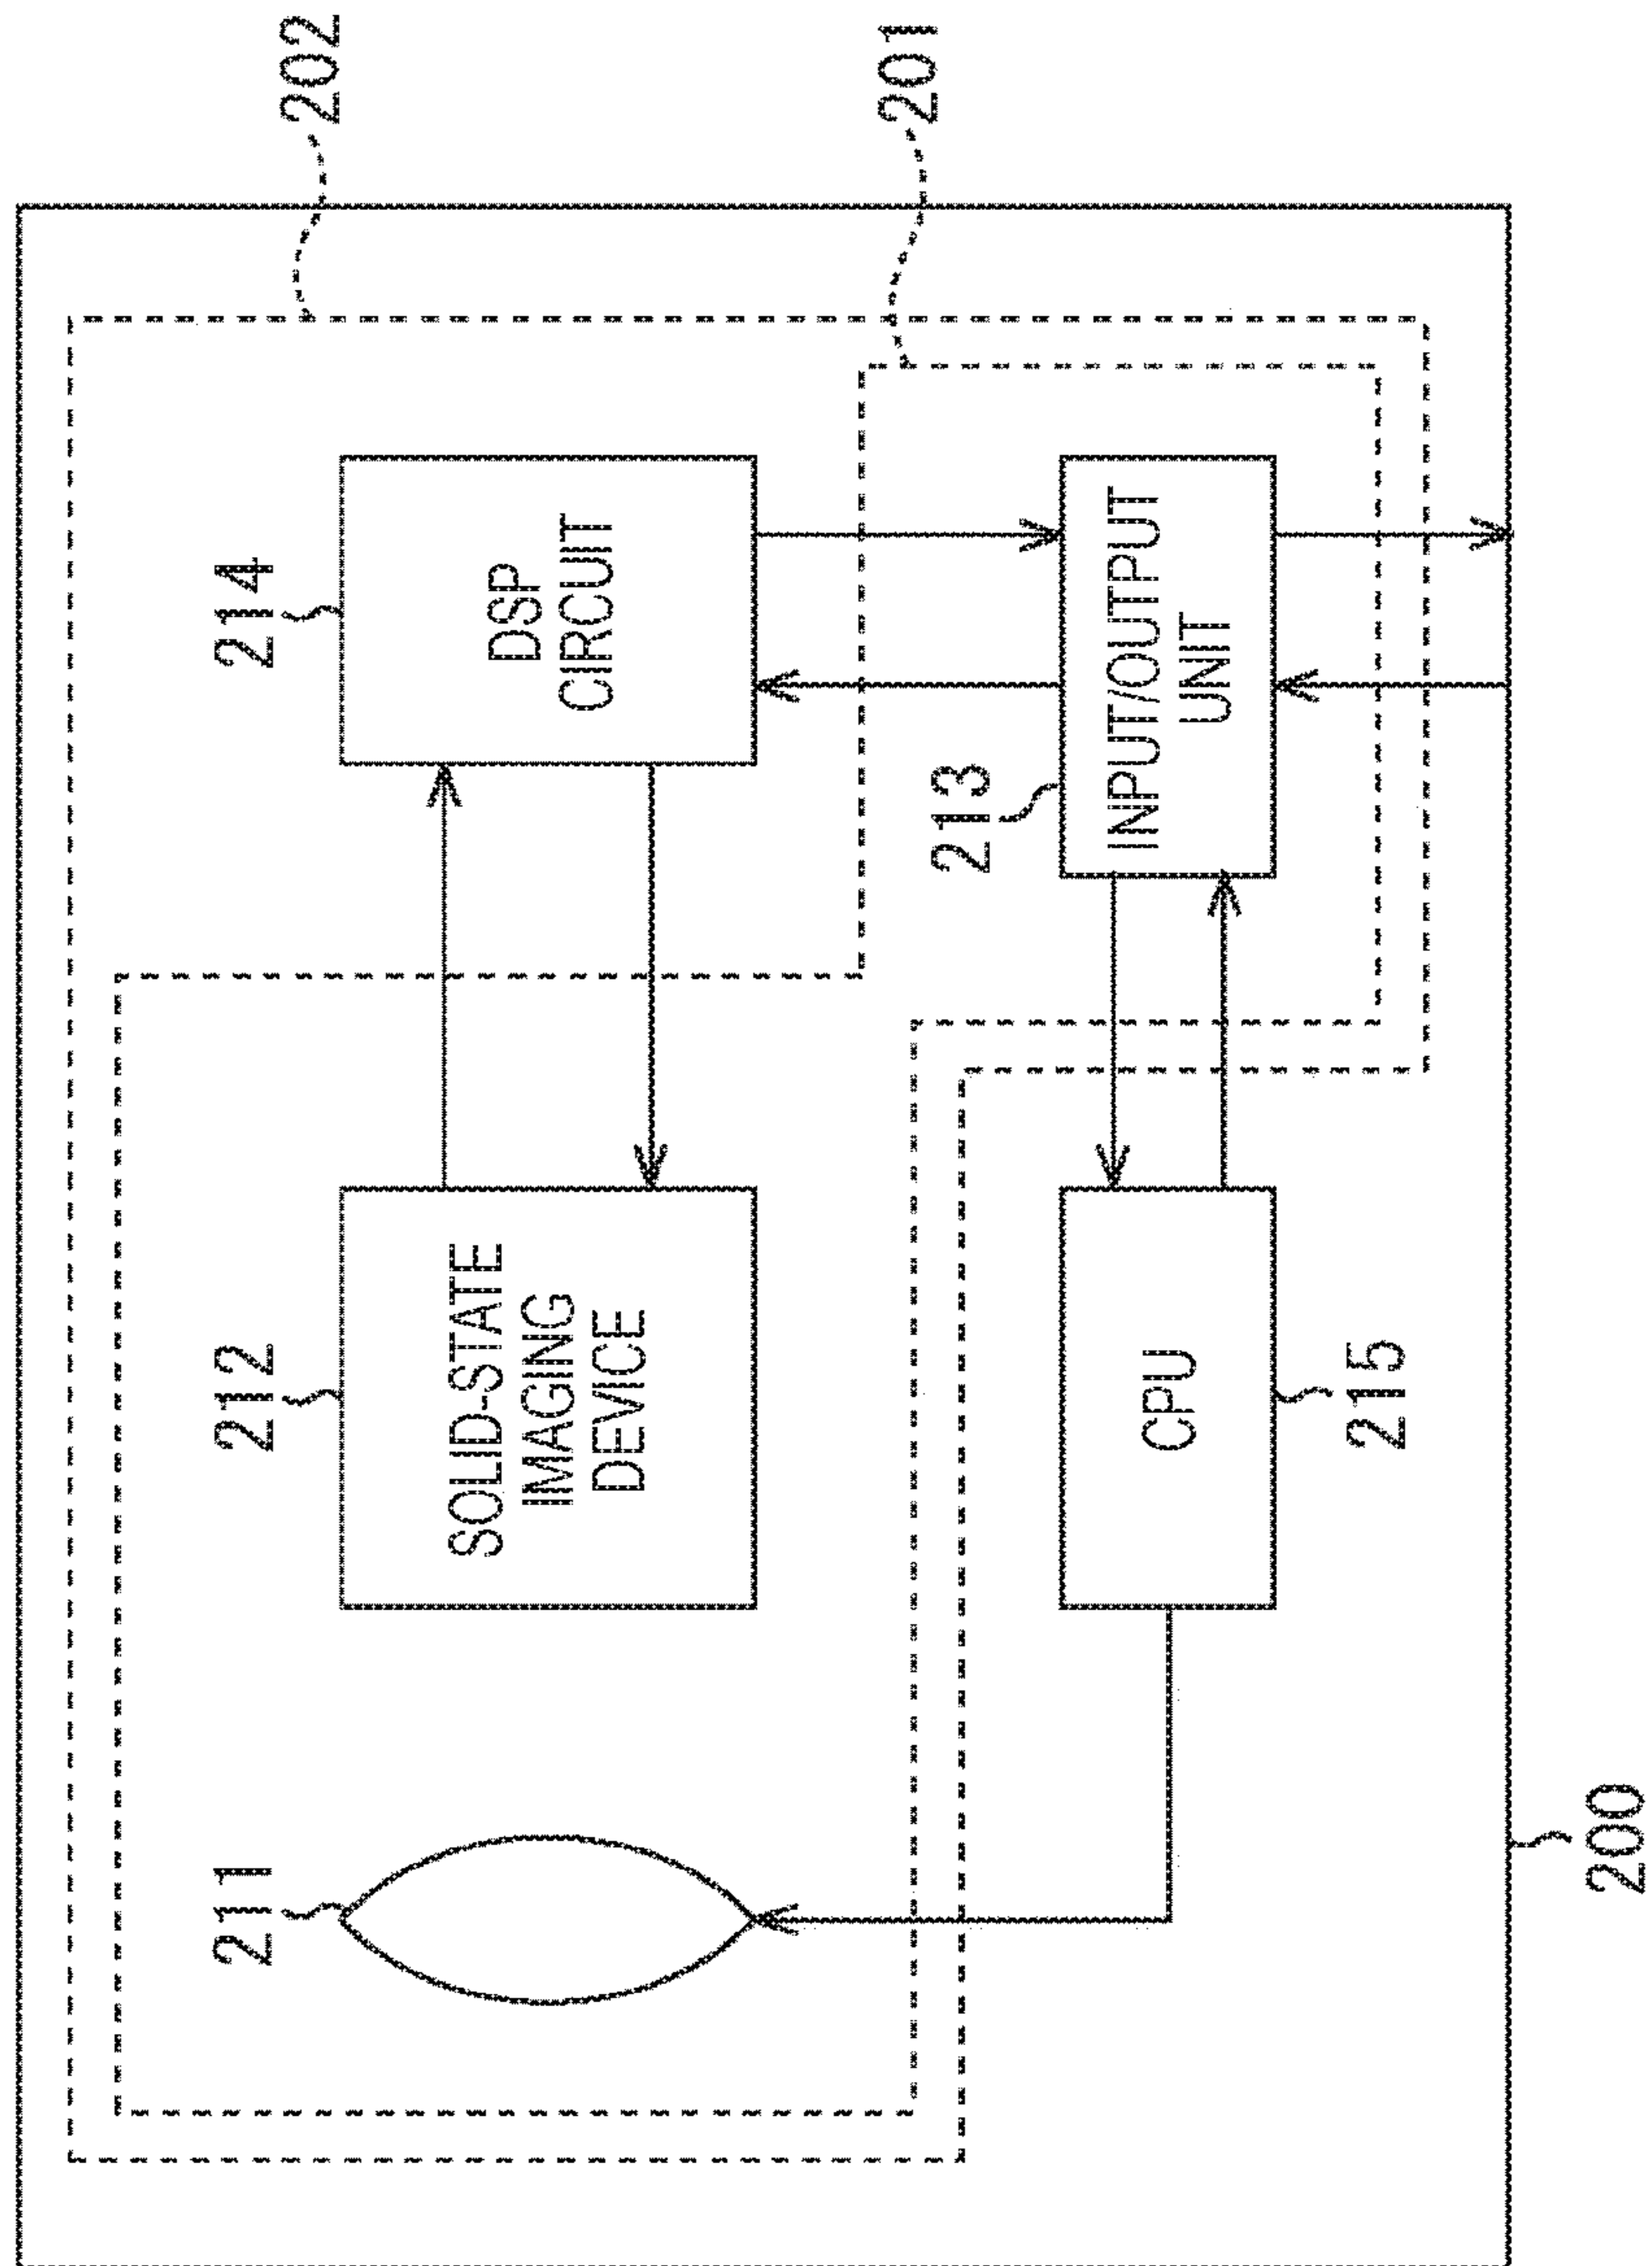 200
202
201
211
212
214
SOLID-STATE
IMAGING
DEVICE
DSP
CIRCUIT
213
CPU
INPUT/OUTPUT
UNIT
215